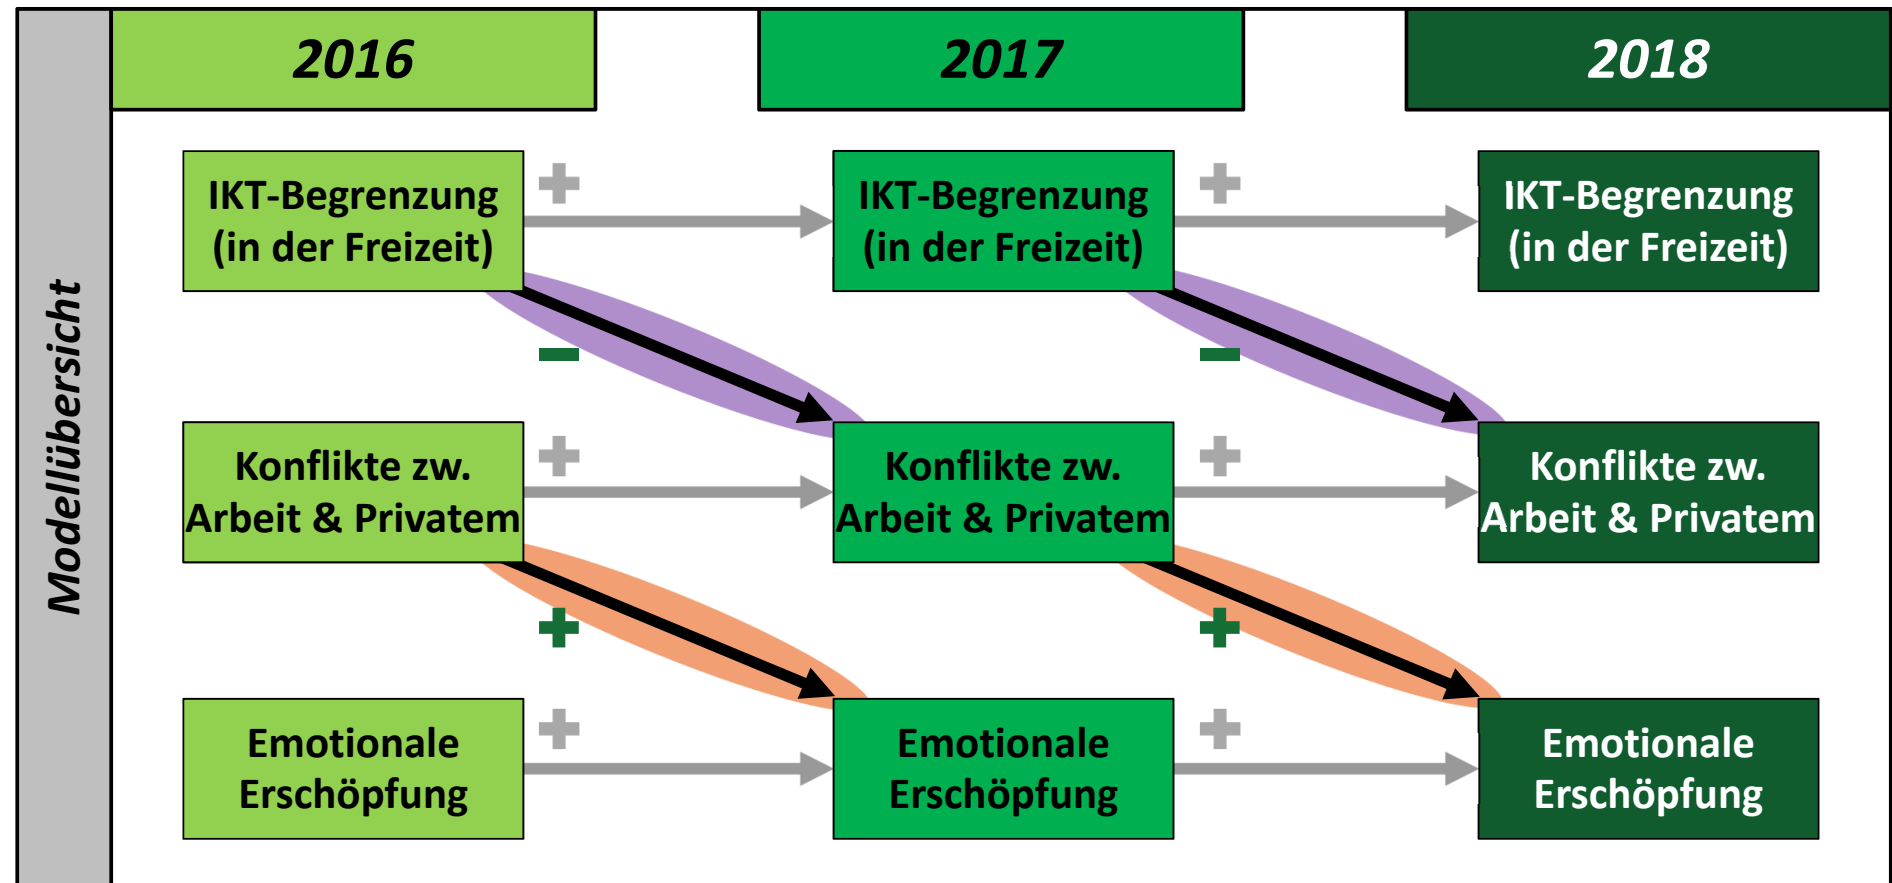 2016
2017
2018
Modellübersicht
IKT-Begrenzung
(in der Freizeit)
+
IKT-Begrenzung
(in der Freizeit)
+
IKT-Begrenzung
(in der Freizeit)
−
−
Konflikte zw.
Arbeit & Privatem
+
Konflikte zw.
Arbeit & Privatem
+
Konflikte zw.
Arbeit & Privatem
+
+
Emotionale
Erschöpfung
+
Emotionale
Erschöpfung
+
Emotionale
Erschöpfung